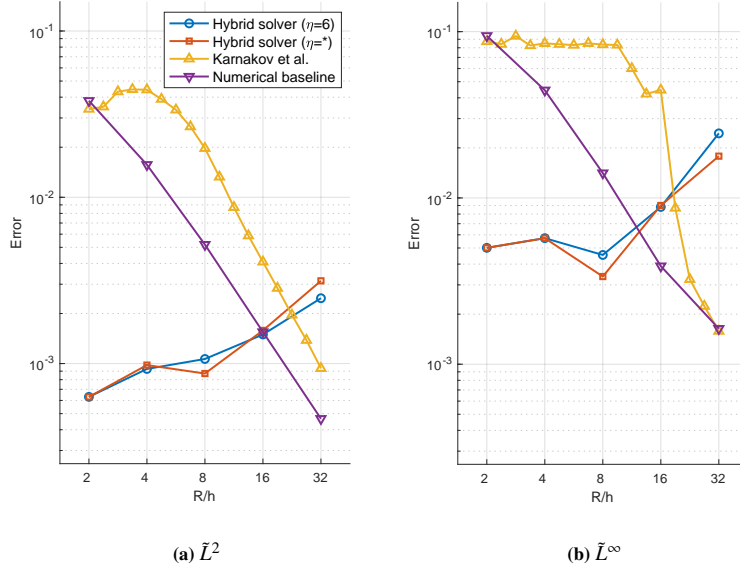 Hybrid solver (η=6)
Hybrid solver (η=*)
Karnakov et al.
Numerical baseline
10^-1
10^-2
10^-3
Error
2 4 8 16 32
R/h
(a) L̃^2
10^-1
10^-2
10^-3
Error
2 4 8 16 32
R/h
(b) L̃^∞